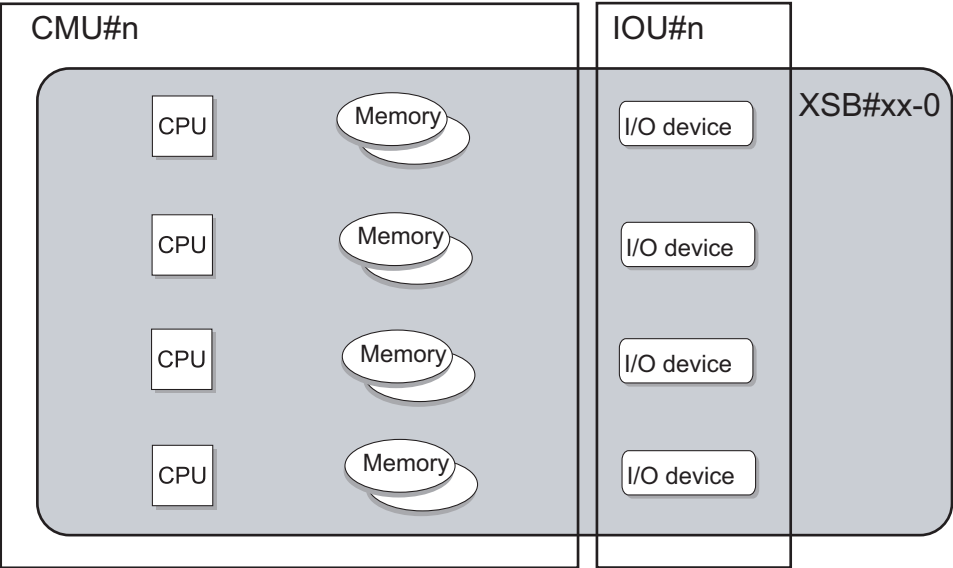 CMU#n
IOU#n
XSB#xx-0
CPU
Memory
I/O device
CPU
Memory
I/O device
CPU
Memory
I/O device
CPU
Memory
I/O device